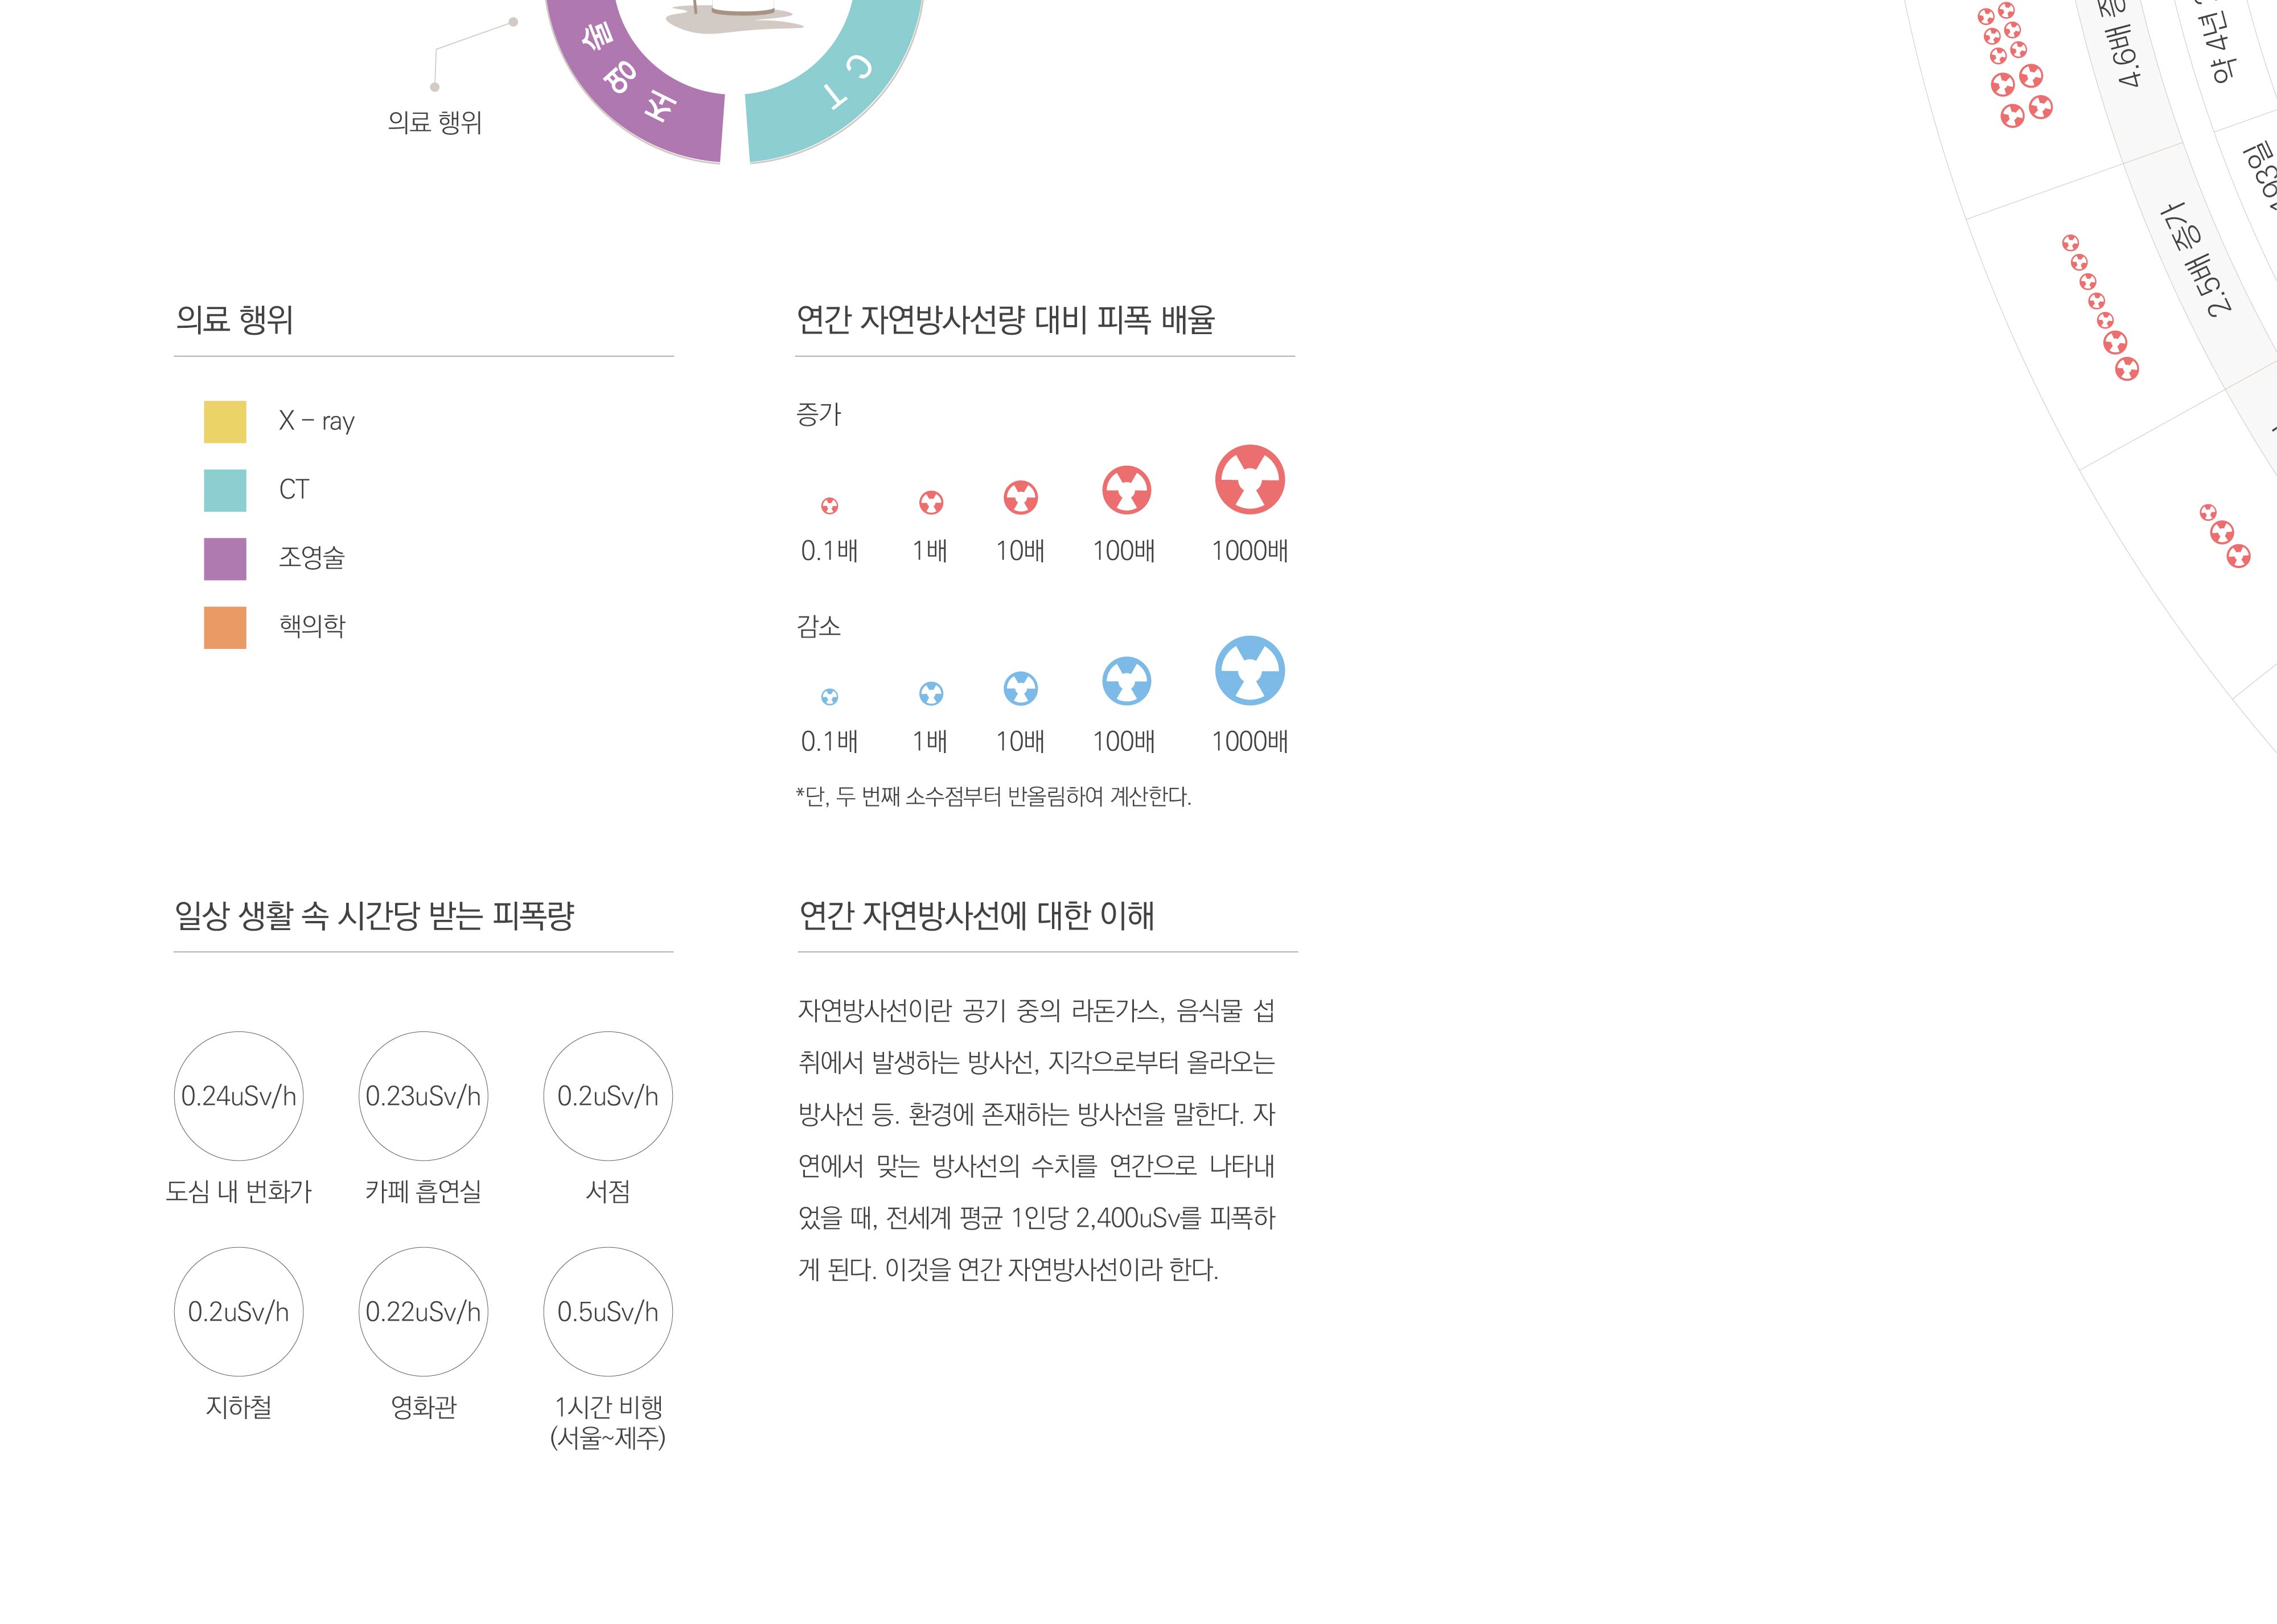 조영술
CT
의료 행위
4.6배 증
약 4년
2.5배 증가
의료 행위
X – ray
CT
조영술
핵의학
연간 자연방사선량 대비 피폭 배율
증가
0.1배 1배 10배 100배 1000배
감소
0.1배 1배 10배 100배 1000배
*단, 두 번째 소수점부터 반올림하여 계산한다.
일상 생활 속 시간당 받는 피폭량
0.24uSv/h 0.23uSv/h 0.2uSv/h
도심 내 번화가 카페 흡연실 서점
0.2uSv/h 0.22uSv/h 0.5uSv/h
지하철 영화관 1시간 비행
(서울~제주)
연간 자연방사선에 대한 이해
자연방사선이란 공기 중의 라돈가스, 음식물 섭
취에서 발생하는 방사선, 지각으로부터 올라오는
방사선 등. 환경에 존재하는 방사선을 말한다. 자
연에서 맞는 방사선의 수치를 연간으로 나타내
었을 때, 전세계 평균 1인당 2,400uSv를 피폭하
게 된다. 이것을 연간 자연방사선이라 한다.